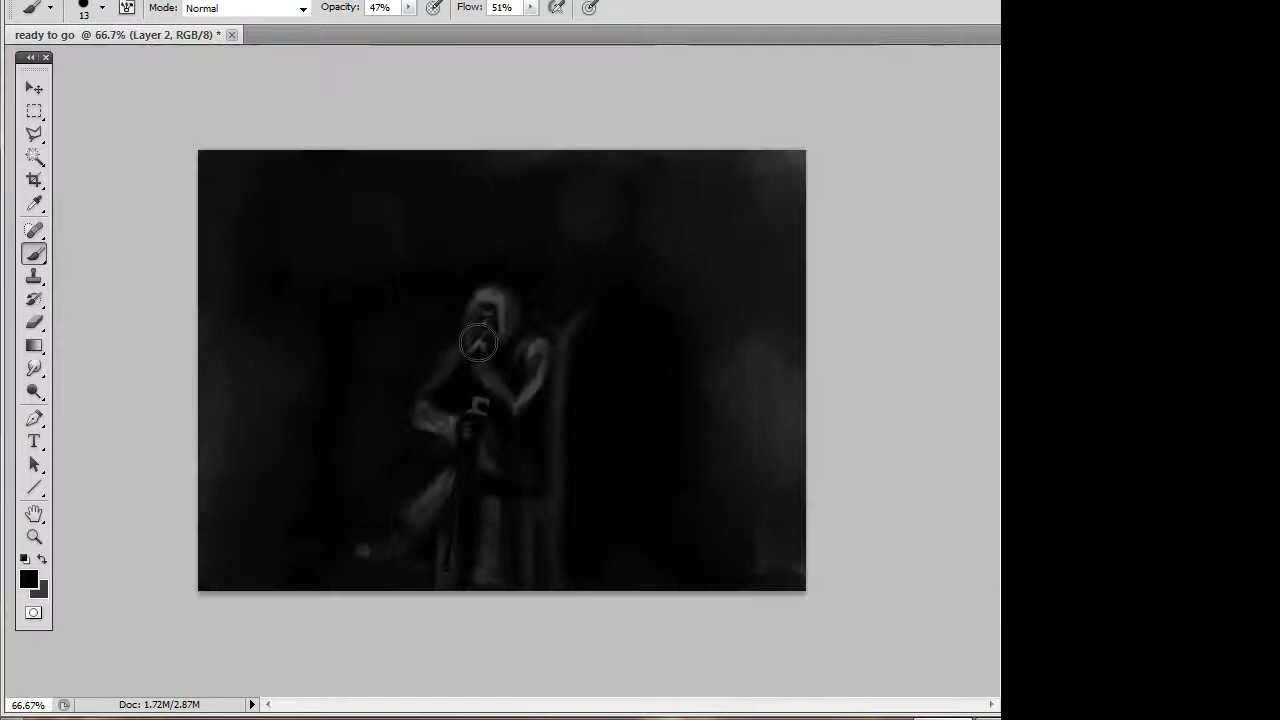 13 Mode: Normal Opacity: 47% Flow: 51%
ready to go @ 66.7% (Layer 2, RGB/8) *
T
66.67% Doc: 1.72M/2.87M